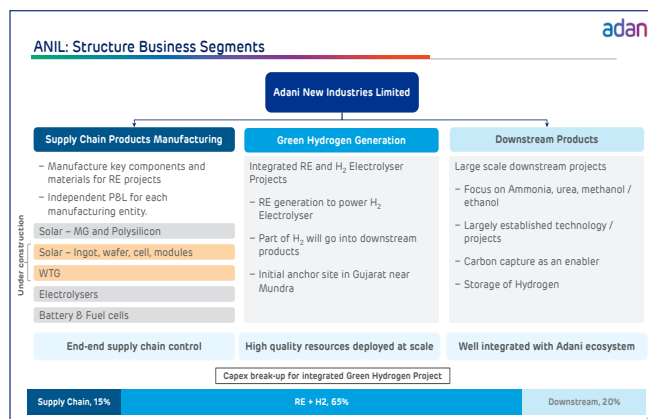 adani
ANIL: Structure Business Segments
Adani New Industries Limited
Supply Chain Products Manufacturing
– Manufacture key components and
materials for RE projects
– Independent P&L for each
manufacturing entity.
Under construction
Solar – MG and Polysilicon
Solar – Ingot, wafer, cell, modules
WTG
Electrolysers
Battery & Fuel cells
End-end supply chain control
Green Hydrogen Generation
Integrated RE and H₂ Electrolyser
Projects
– RE generation to power H₂
Electrolyser
– Part of H₂ will go into downstream
products
– Initial anchor site in Gujarat near
Mundra
High quality resources deployed at scale
Downstream Products
Large scale downstream projects
– Focus on Ammonia, urea, methanol /
ethanol
– Largely established technology /
projects
– Carbon capture as an enabler
– Storage of Hydrogen
Well integrated with Adani ecosystem
Capex break-up for integrated Green Hydrogen Project
Supply Chain, 15%
RE + H2, 65%
Downstream, 20%